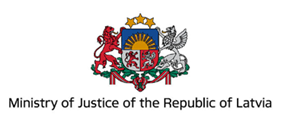 Ministry of Justice of the Republic of Latvia